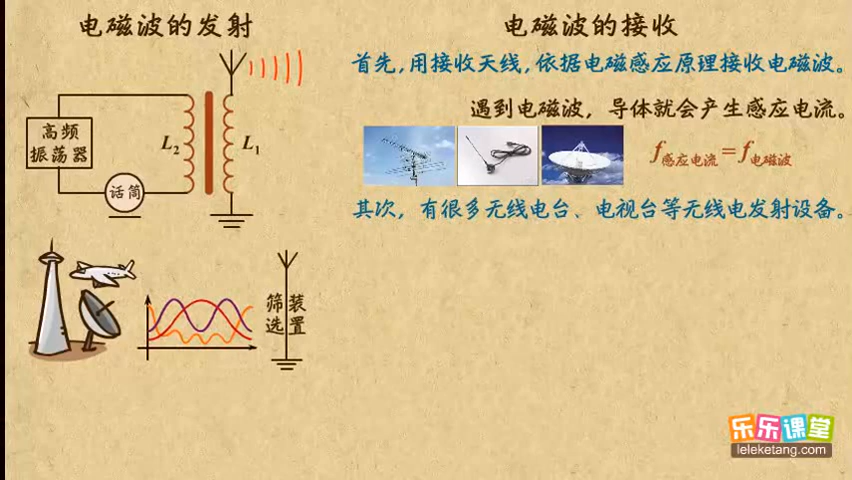 电磁波的发射
电磁波的接收
首先,用接收天线,依据电磁感应原理接收电磁波。
遇到电磁波，导体就会产生感应电流。
高频
振荡器
L₂
L₁
话筒
f感应电流=f电磁波
其次，有很多无线电台、电视台等无线电发射设备。
筛选
装置
乐乐课堂
leleketang.com